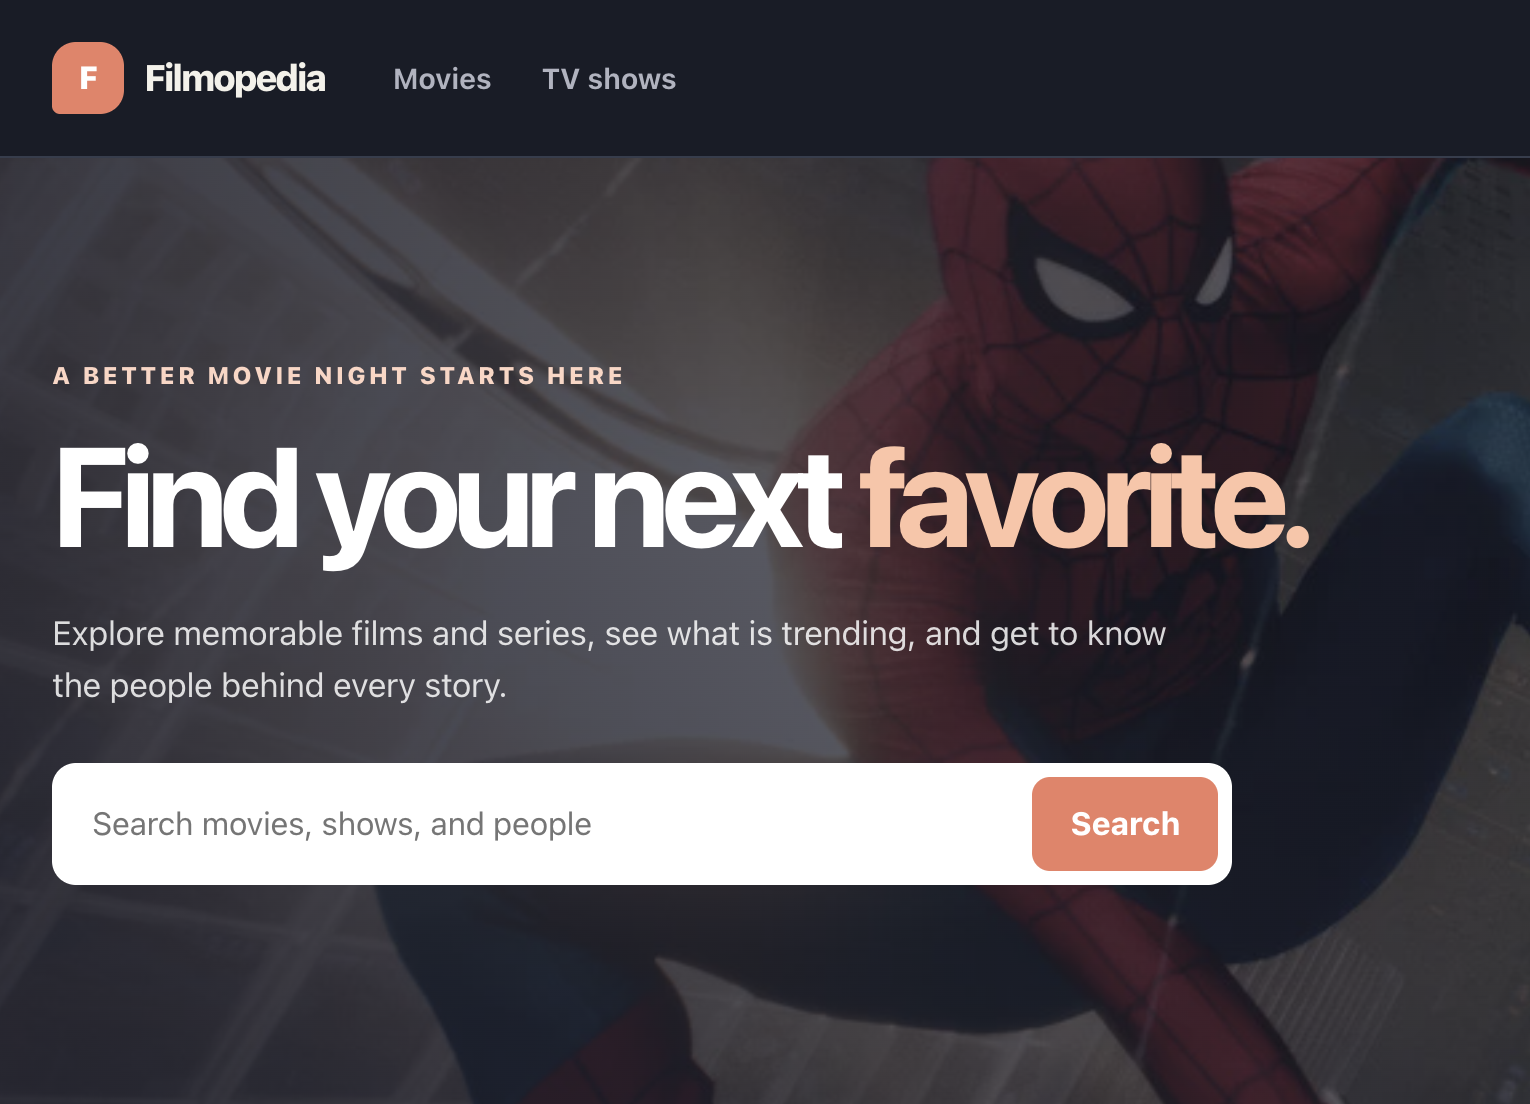 F
Filmopedia
Movies
TV shows
A BETTER MOVIE NIGHT STARTS HERE
Find your next favorite.
Explore memorable films and series, see what is trending, and get to know
the people behind every story.
Search movies, shows, and people
Search